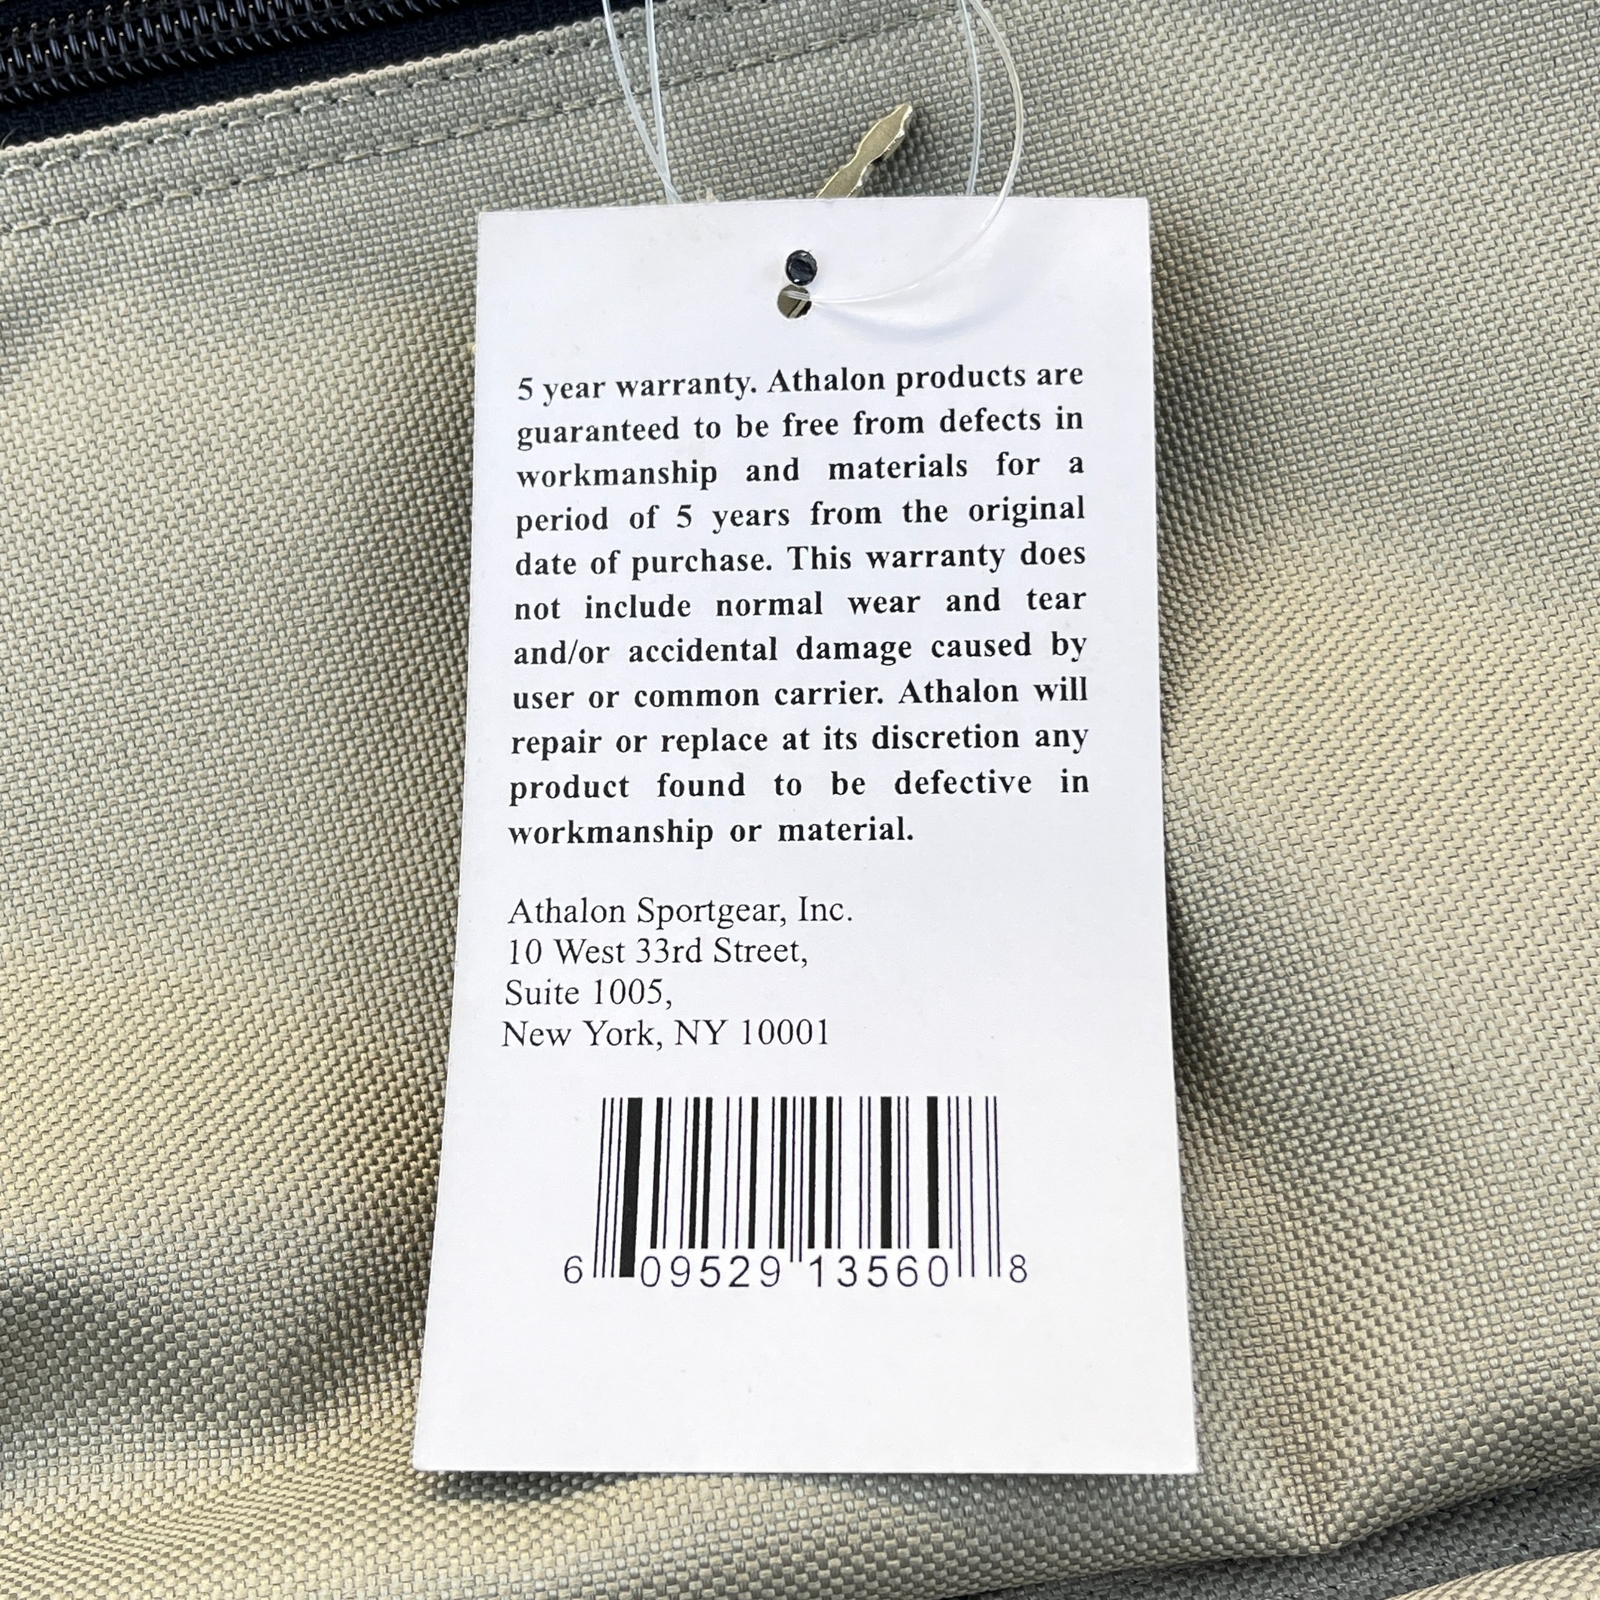 5 year warranty. Athalon products are
guaranteed to be free from defects in
workmanship and materials for a
period of 5 years from the original
date of purchase. This warranty does
not include normal wear and tear
and/or accidental damage caused by
user or common carrier. Athalon will
repair or replace at its discretion any
product found to be defective in
workmanship or material.
Athalon Sportgear, Inc.
10 West 33rd Street,
Suite 1005,
New York, NY 10001
6 09529 13560 8